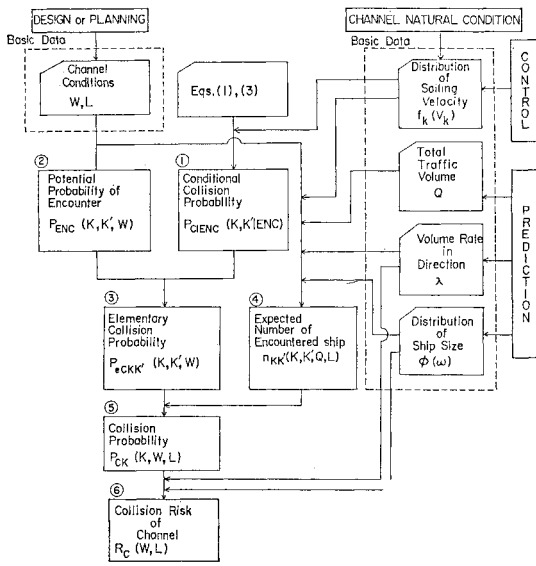 DESIGN or PLANNING
Basic Data
Channel
Conditions
W,L
Eqs.(1),(3)
CHANNEL NATURAL CONDITION
Basic Data
Distribution
of
Sailing
Velocity
f_k(V_k)
Total
Traffic
Volume
Q
Volume Rate
in
Direction
λ
Distribution
of
Ship Size
Φ(ω)
CONTROL
PREDICTION
②
Potential
Probability of
Encounter
P_ENC (K,K',W)
①
Conditional
Collision
Probability
P_C|ENC (K,K'|ENC)
③
Elementary
Collision
Probability
P_eCKK' (K,K',W)
④
Expected
Number of
Encountered ship
n_KK'(K,K',Q,L)
⑤
Collision
Probability
P_CK (K,W,L)
⑥
Collision Risk
of
Channel
R_C (W,L)